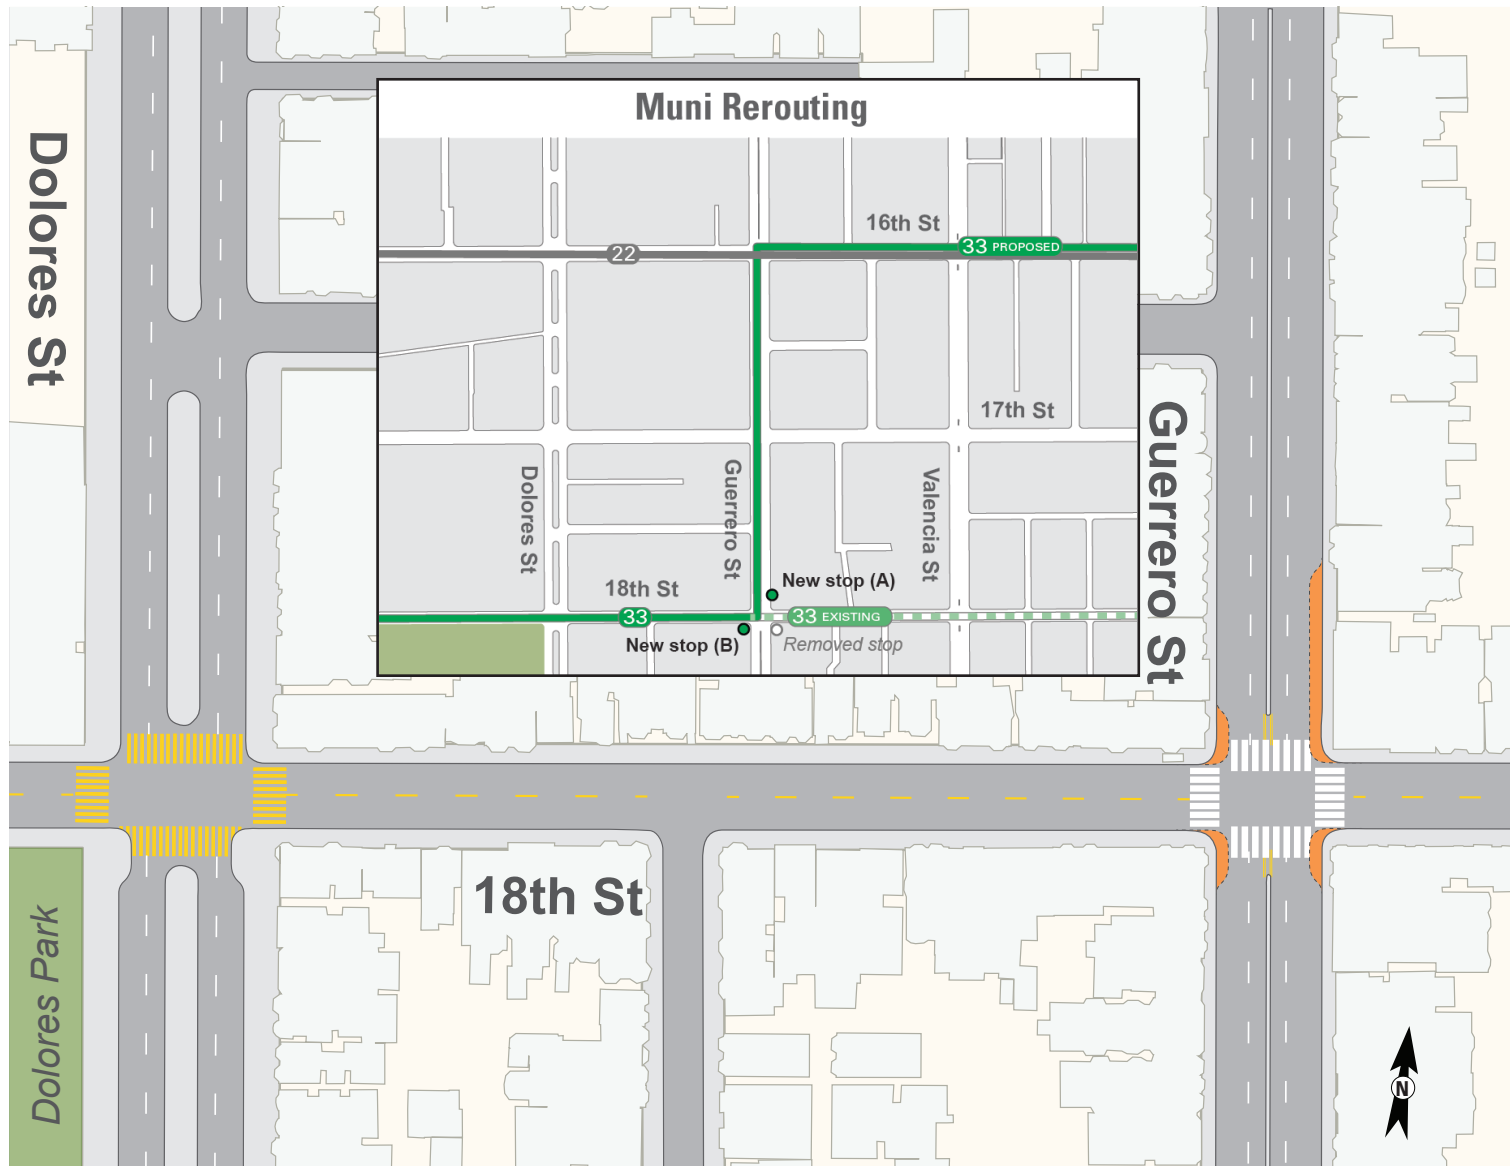 Muni Rerouting
16th St
33 PROPOSED
22
17th St
Dolores St
Guerrero St
Valencia St
New stop (A)
18th St
33
33 EXISTING
New stop (B)
Removed stop
Dolores St
Guerrero St
18th St
Dolores Park
N